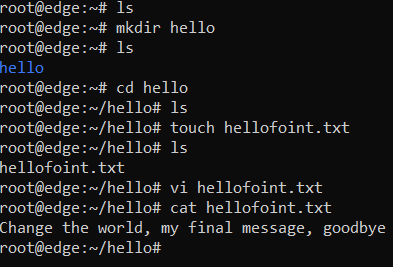 root@edge:~# ls
root@edge:~# mkdir hello
root@edge:~# ls
hello
root@edge:~# cd hello
root@edge:~/hello# ls
root@edge:~/hello# touch hellofoint.txt
root@edge:~/hello# ls
hellofoint.txt
root@edge:~/hello# vi hellofoint.txt
root@edge:~/hello# cat hellofoint.txt
Change the world, my final message, goodbye
root@edge:~/hello#